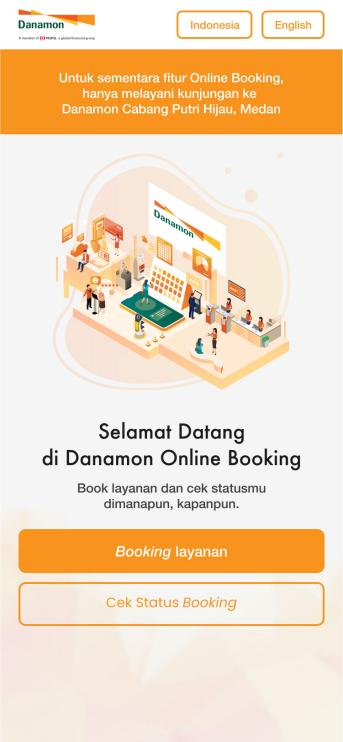 Danamon
A member of MUFG, a global financial group
Indonesia
English
Untuk sementara fitur Online Booking,
hanya melayani kunjungan ke
Danamon Cabang Putri Hijau, Medan
Danamon
Selamat Datang
di Danamon Online Booking
Book layanan dan cek statusmu
dimanapun, kapanpun.
Booking layanan
Cek Status Booking